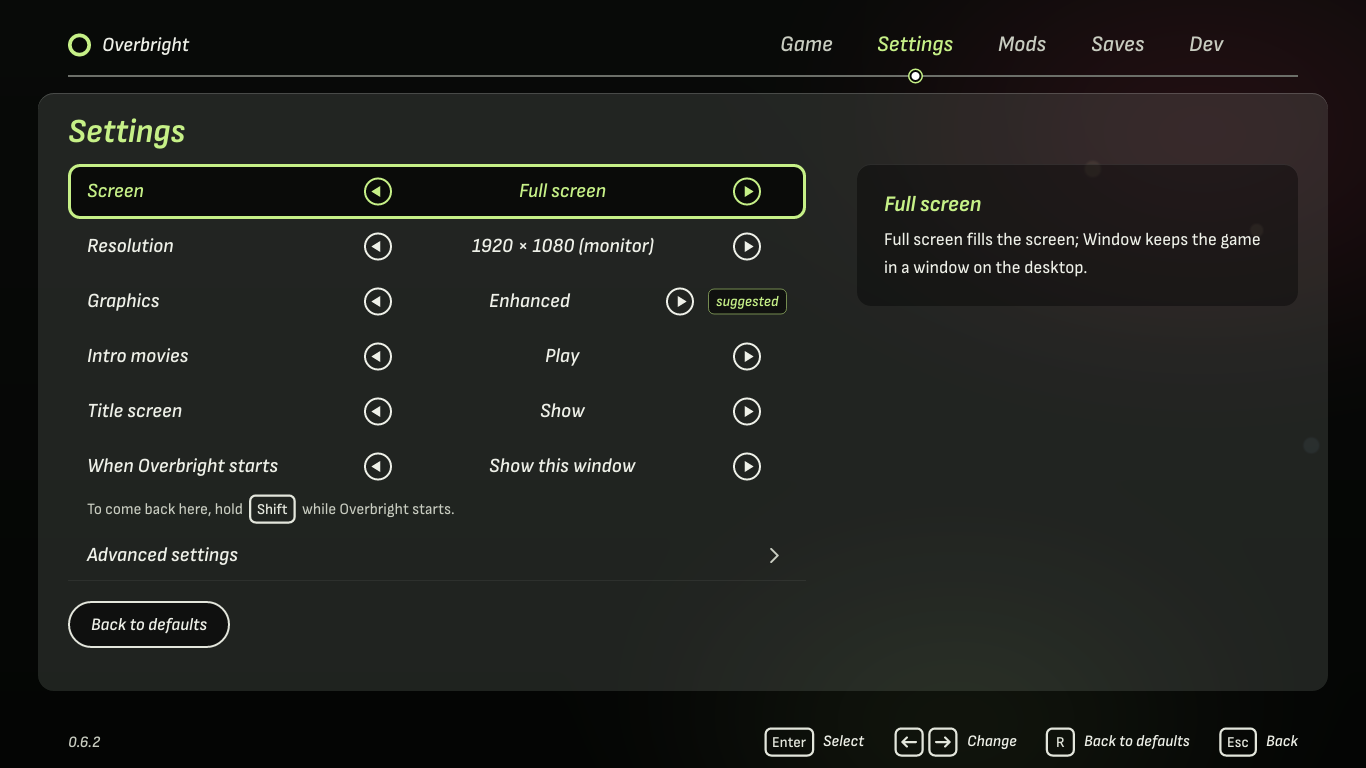 Overbright
Game Settings Mods Saves Dev
Settings
Screen Full screen
Resolution 1920 × 1080 (monitor)
Graphics Enhanced suggested
Intro movies Play
Title screen Show
When Overbright starts Show this window
To come back here, hold Shift while Overbright starts.
Advanced settings
Back to defaults
Full screen
Full screen fills the screen; Window keeps the game
in a window on the desktop.
0.6.2
Enter Select ← → Change R Back to defaults Esc Back